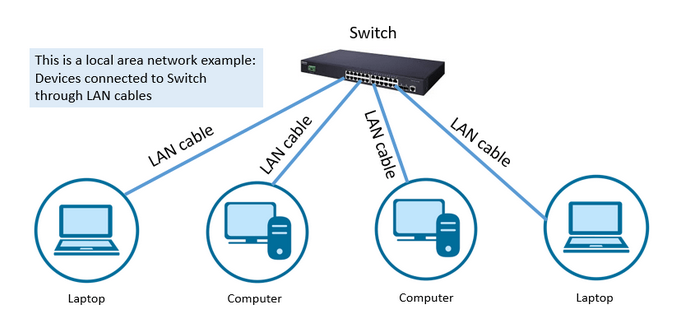 Switch
This is a local area network example:
Devices connected to Switch
through LAN cables
LAN cable
LAN cable
LAN cable
LAN cable
Laptop
Computer
Computer
Laptop